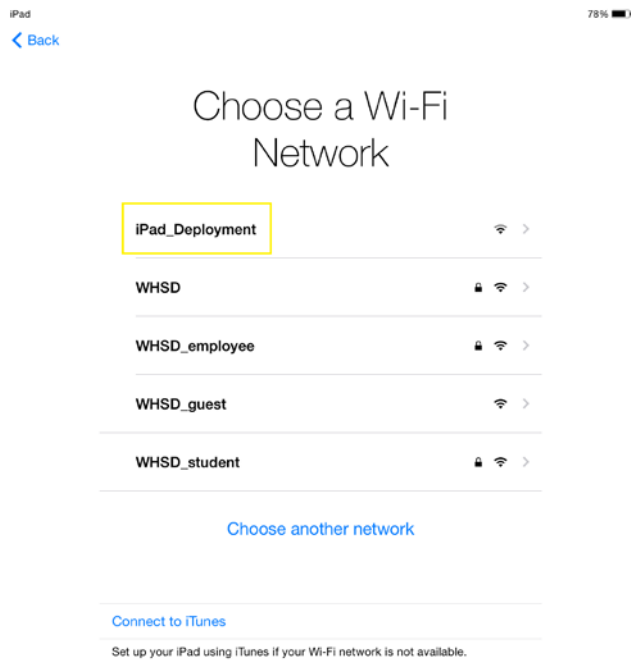 iPad
78%
Back
Choose a Wi-Fi
Network
iPad_Deployment
WHSD
WHSD_employee
WHSD_guest
WHSD_student
Choose another network
Connect to iTunes
Set up your iPad using iTunes if your Wi-Fi network is not available.